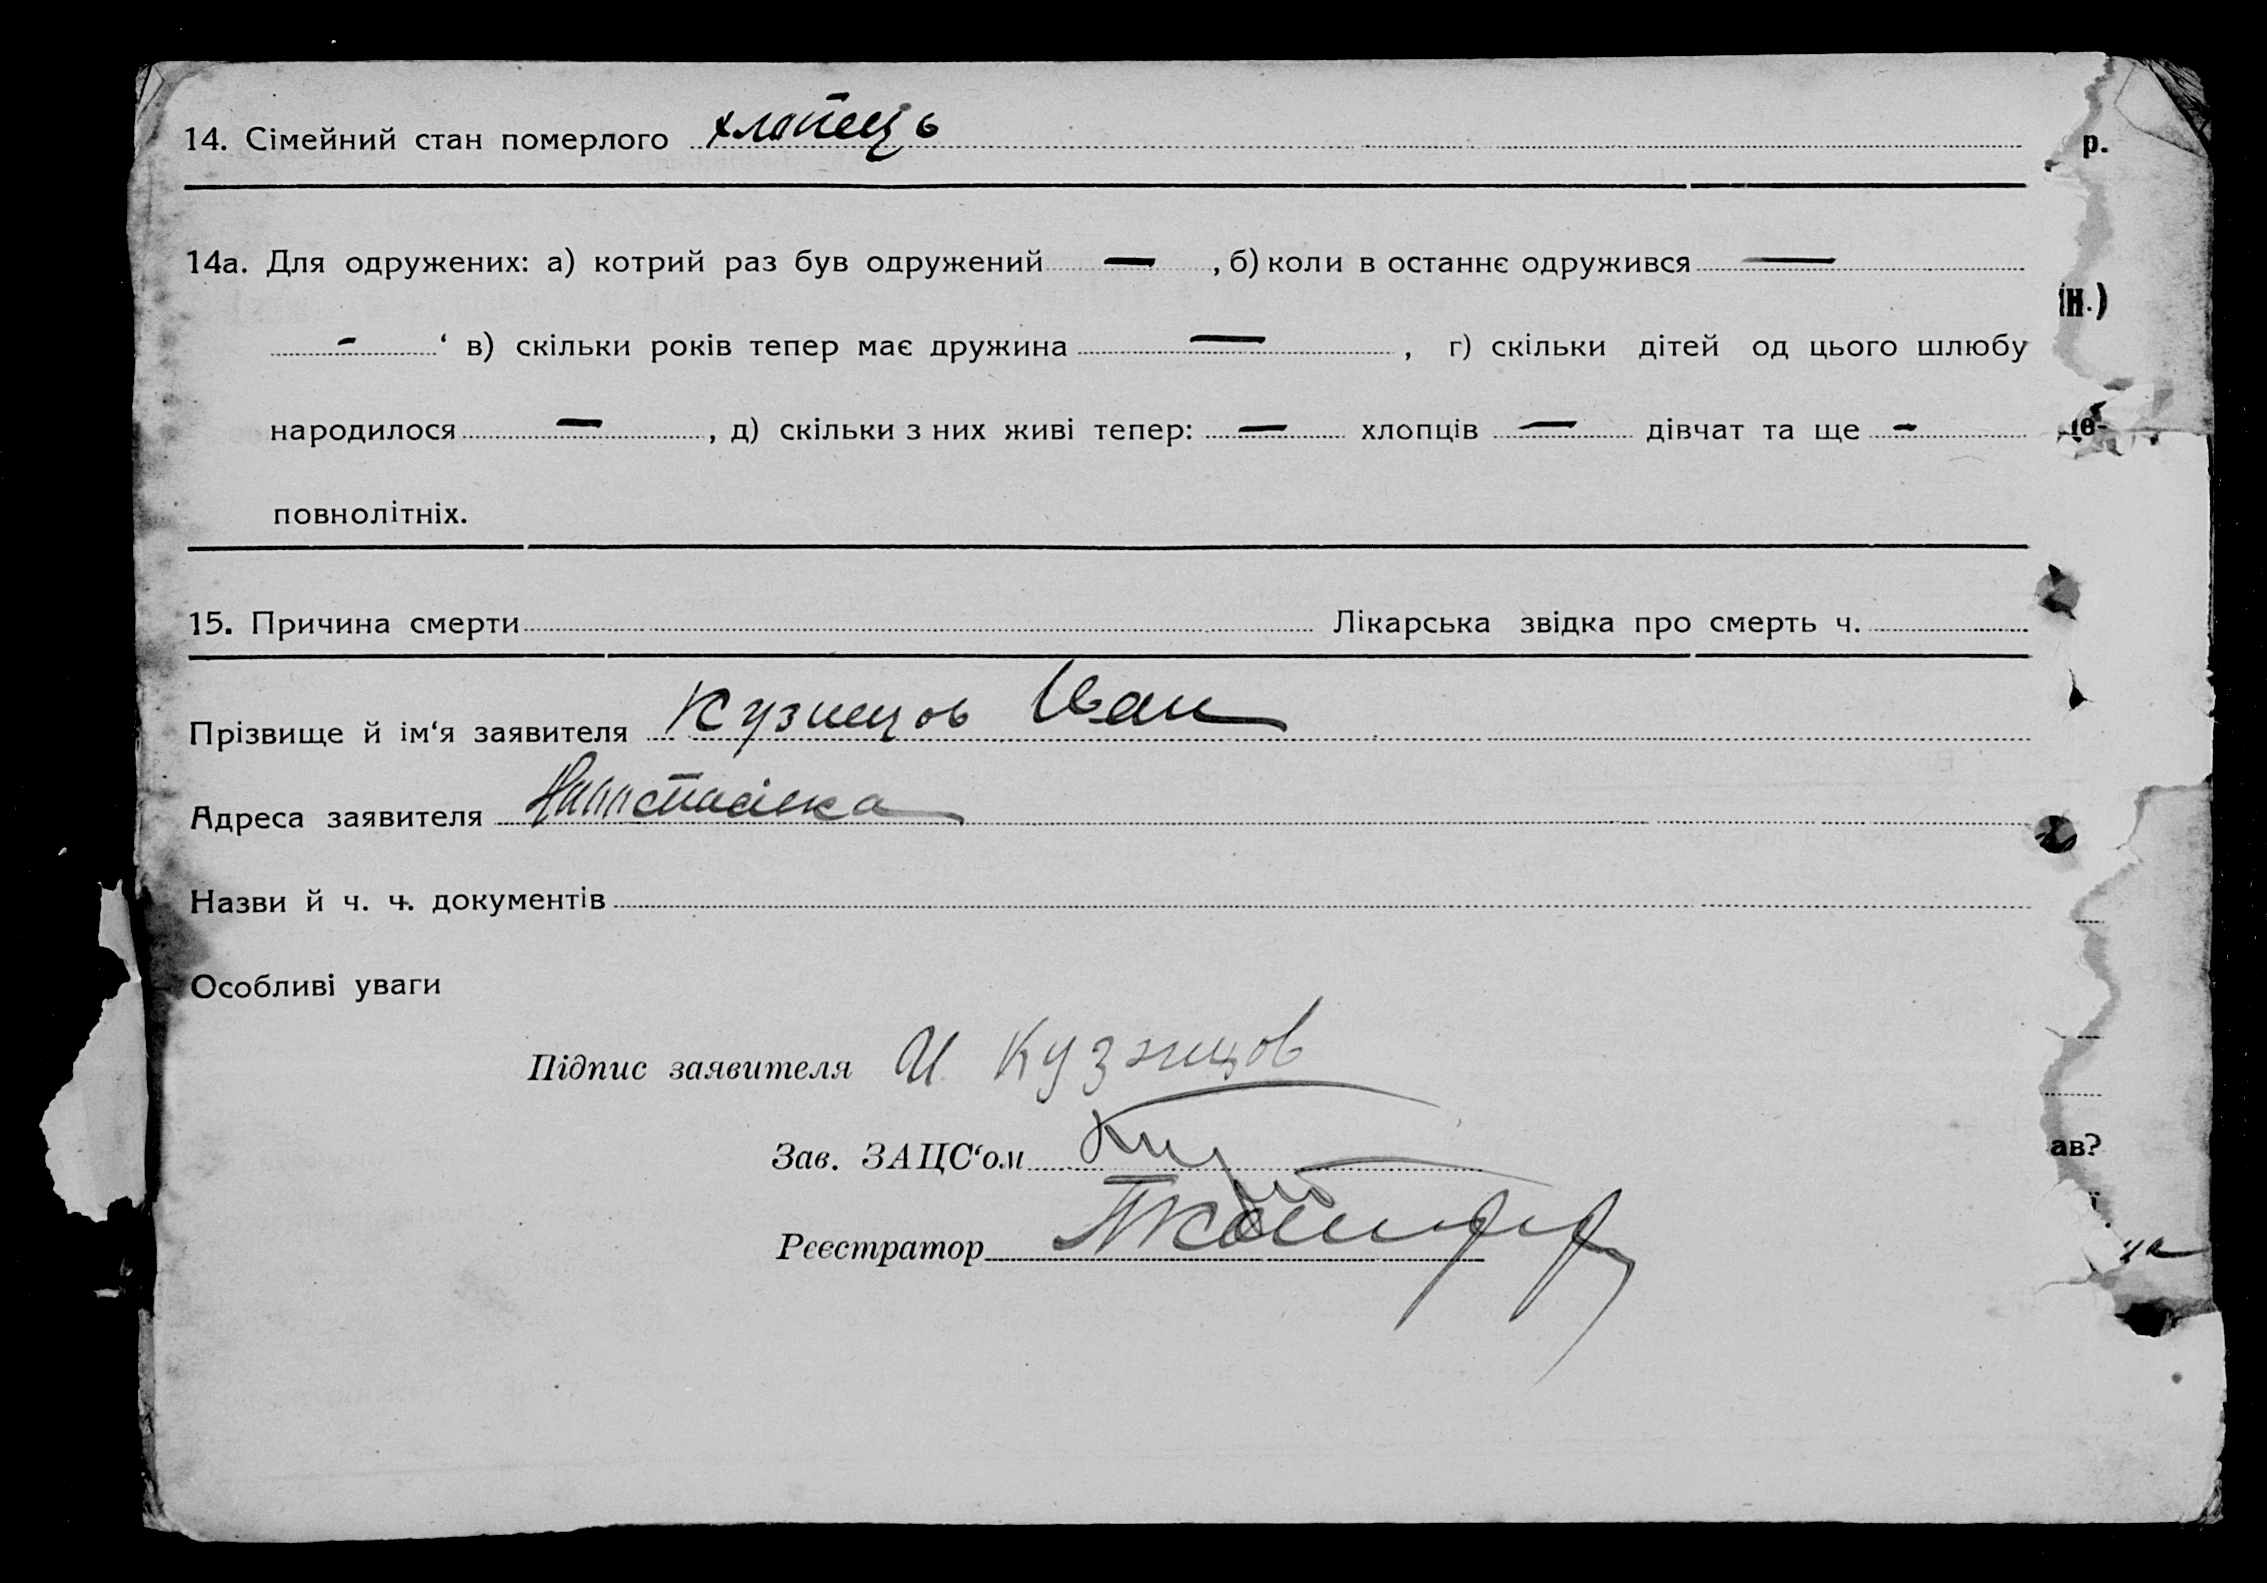 14. Сімейний стан померлого хлопець
14а. Для одружених: а) котрий раз був одружений — , б) коли в останнє одружився —
- ‘ в) скільки років тепер має дружина — , г) скільки дітей од цього шлюбу
народилося — , д) скільки з них живі тепер: — хлопців — дівчат та ще -
повнолітніх.
15. Причина смерти Лікарська звідка про смерть ч.
Прізвище й ім‘я заявителя Кузнецов Иван
Адреса заявителя
Назви й ч. ч. документів
Особливі уваги
Підпис заявителя И Кузнецов
Зав. ЗАЦС‘ом
Реєстратор
р.
ін.)
ав?